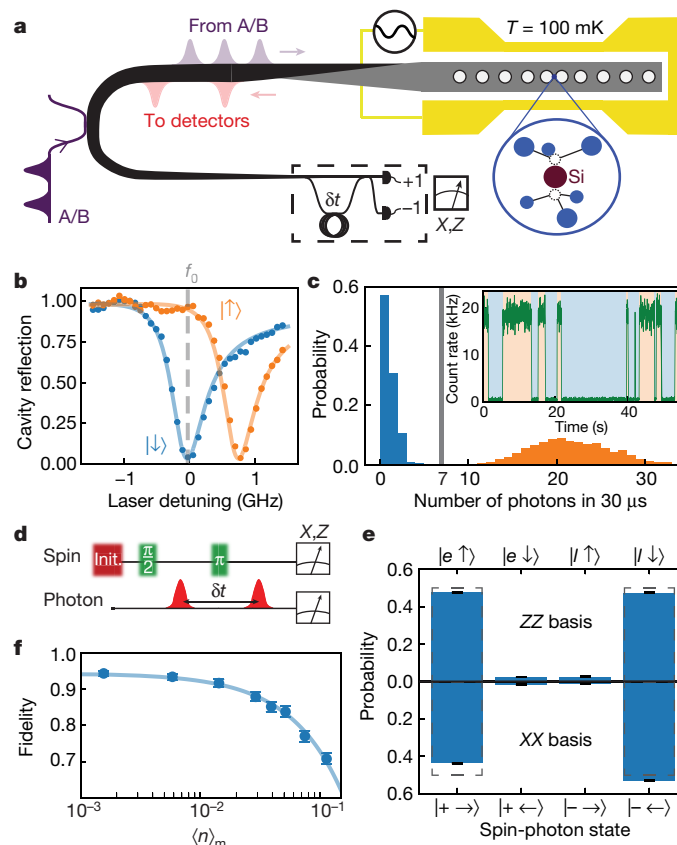 a
From A/B
T = 100 mK
To detectors
A/B
δt
+1
−1
X,Z
Si
b
f0
1.00
0.75
0.50
0.25
0.00
Cavity reflection
|↑⟩
|↓⟩
−1
0
1
Laser detuning (GHz)
c
0.6
0.4
0.2
0.0
Probability
20
10
0
Count rate (kHz)
0
20
40
Time (s)
0
7
10
20
30
Number of photons in 30 μs
d
X,Z
Spin
Init.
π/2
π
Photon
δt
e
|e ↑⟩ |e ↓⟩ |l ↑⟩ |l ↓⟩
0.6
0.4
0.2
0.0
0.2
0.4
0.6
Probability
ZZ basis
XX basis
|+ →⟩ |+ ←⟩ |− →⟩ |− ←⟩
Spin-photon state
f
1.0
0.9
0.8
0.7
Fidelity
10−3
10−2
10−1
⟨n⟩m